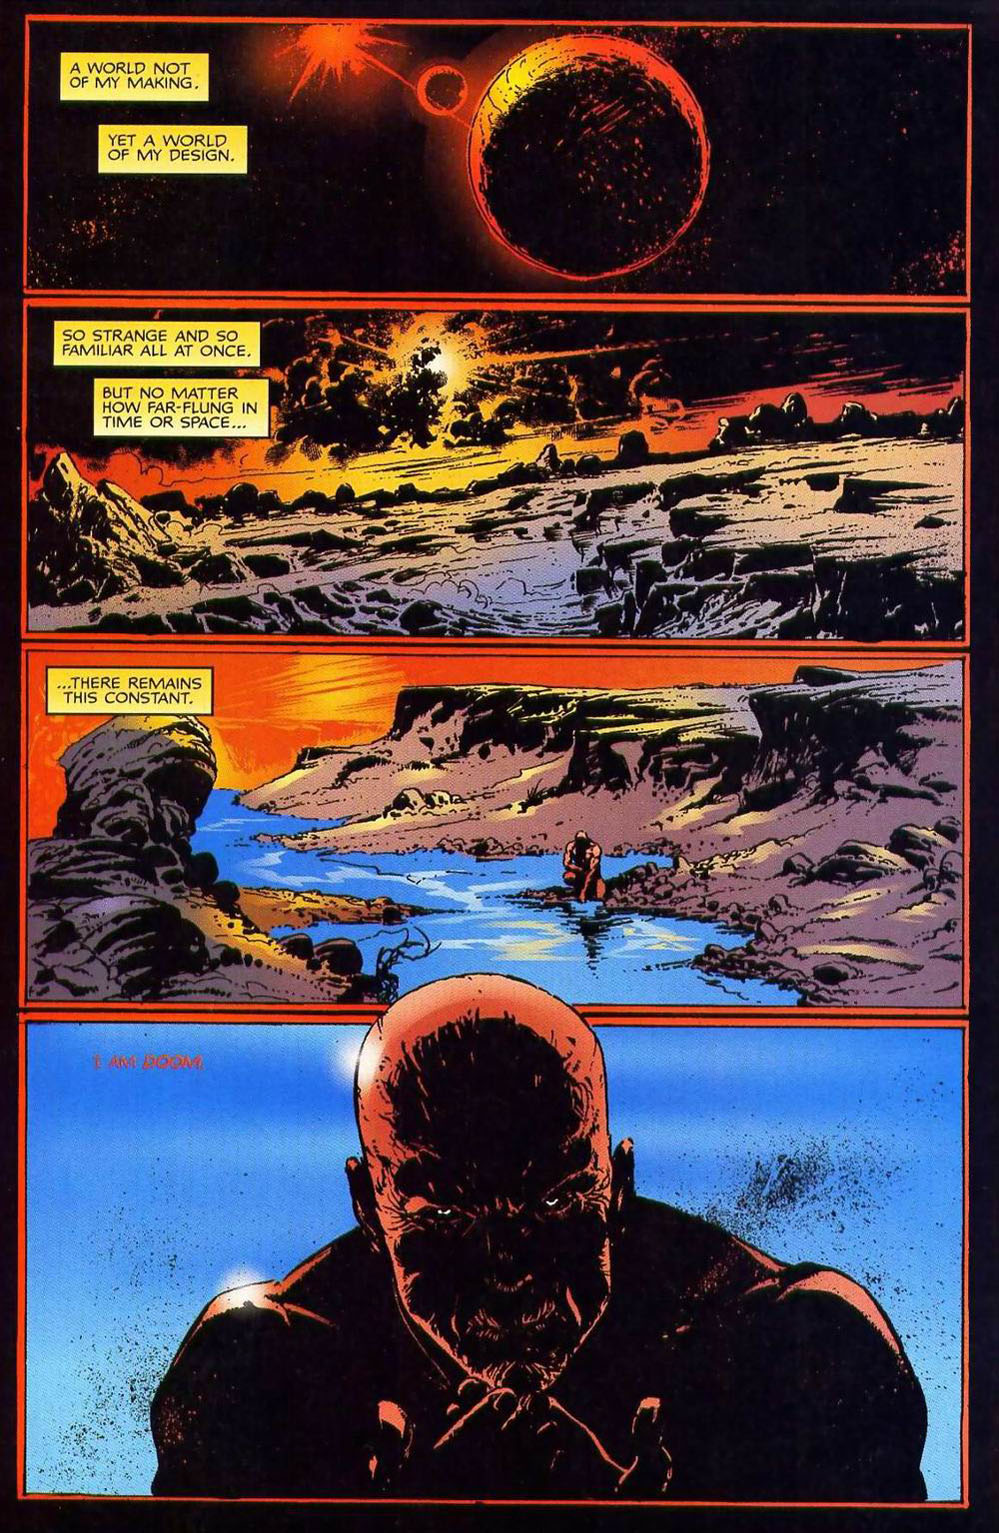 A WORLD NOT
OF MY MAKING.
YET A WORLD
OF MY DESIGN.
SO STRANGE AND SO
FAMILIAR ALL AT ONCE.
BUT NO MATTER
HOW FAR-FLUNG IN
TIME OR SPACE...
...THERE REMAINS
THIS CONSTANT.
I AM DOOM.